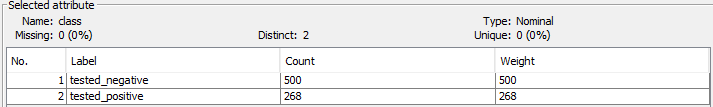 Selected attribute
Name: class Type: Nominal
Missing: 0 (0%) Distinct: 2 Unique: 0 (0%)
No. Label Count Weight
1 tested_negative 500 500
2 tested_positive 268 268